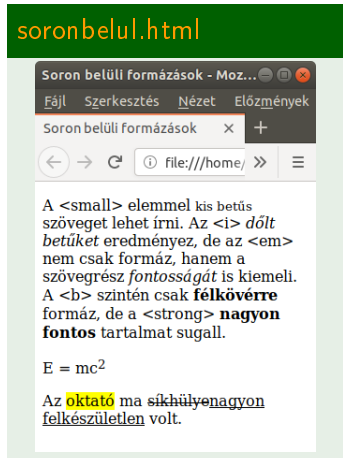 soronbelul.html
Soron belüli formázások - Moz...
Fájl Szerkesztés Nézet Előzmények
Soron belüli formázások × +
file:///home/ » ≡
A <small> elemmel kis betűs
szöveget lehet írni. Az <i> dőlt
betűket eredményez, de az <em>
nem csak formáz, hanem a
szövegrész fontosságát is kiemeli.
A <b> szintén csak félkövérre
formáz, de a <strong> nagyon
fontos tartalmat sugall.
E = mc²
Az oktató ma síkhülyenagyon
felkészületlen volt.